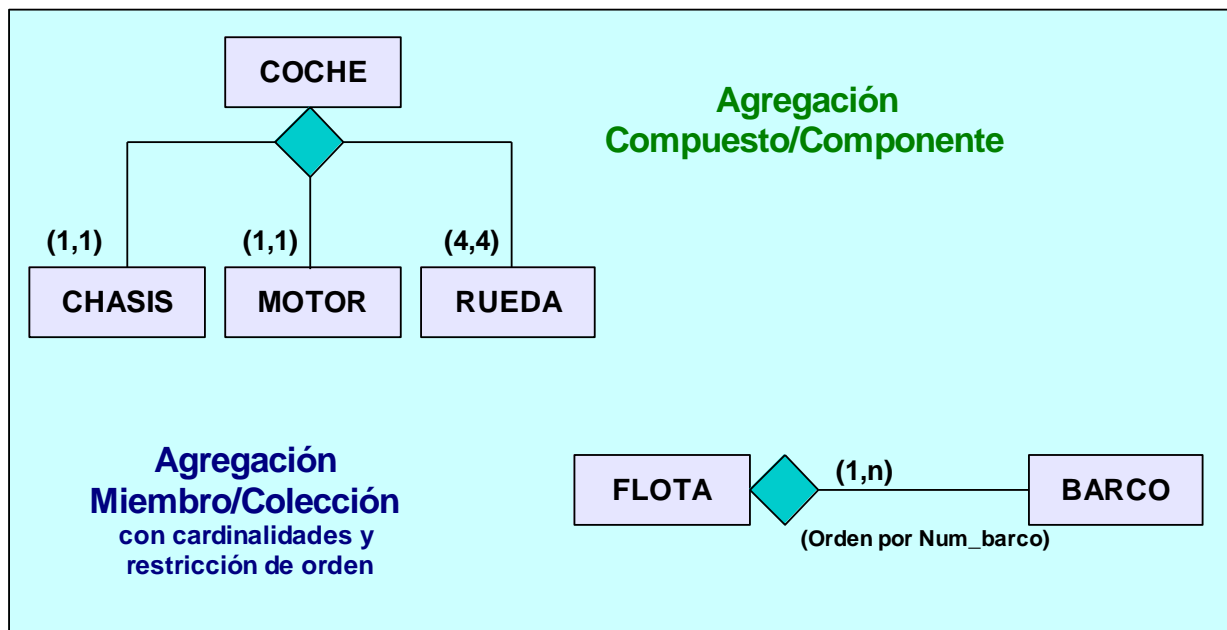 COCHE
Agregación
Compuesto/Componente
(1,1)
(1,1)
(4,4)
CHASIS
MOTOR
RUEDA
Agregación
Miembro/Colección
con cardinalidades y
restricción de orden
FLOTA
(1,n)
BARCO
(Orden por Num_barco)